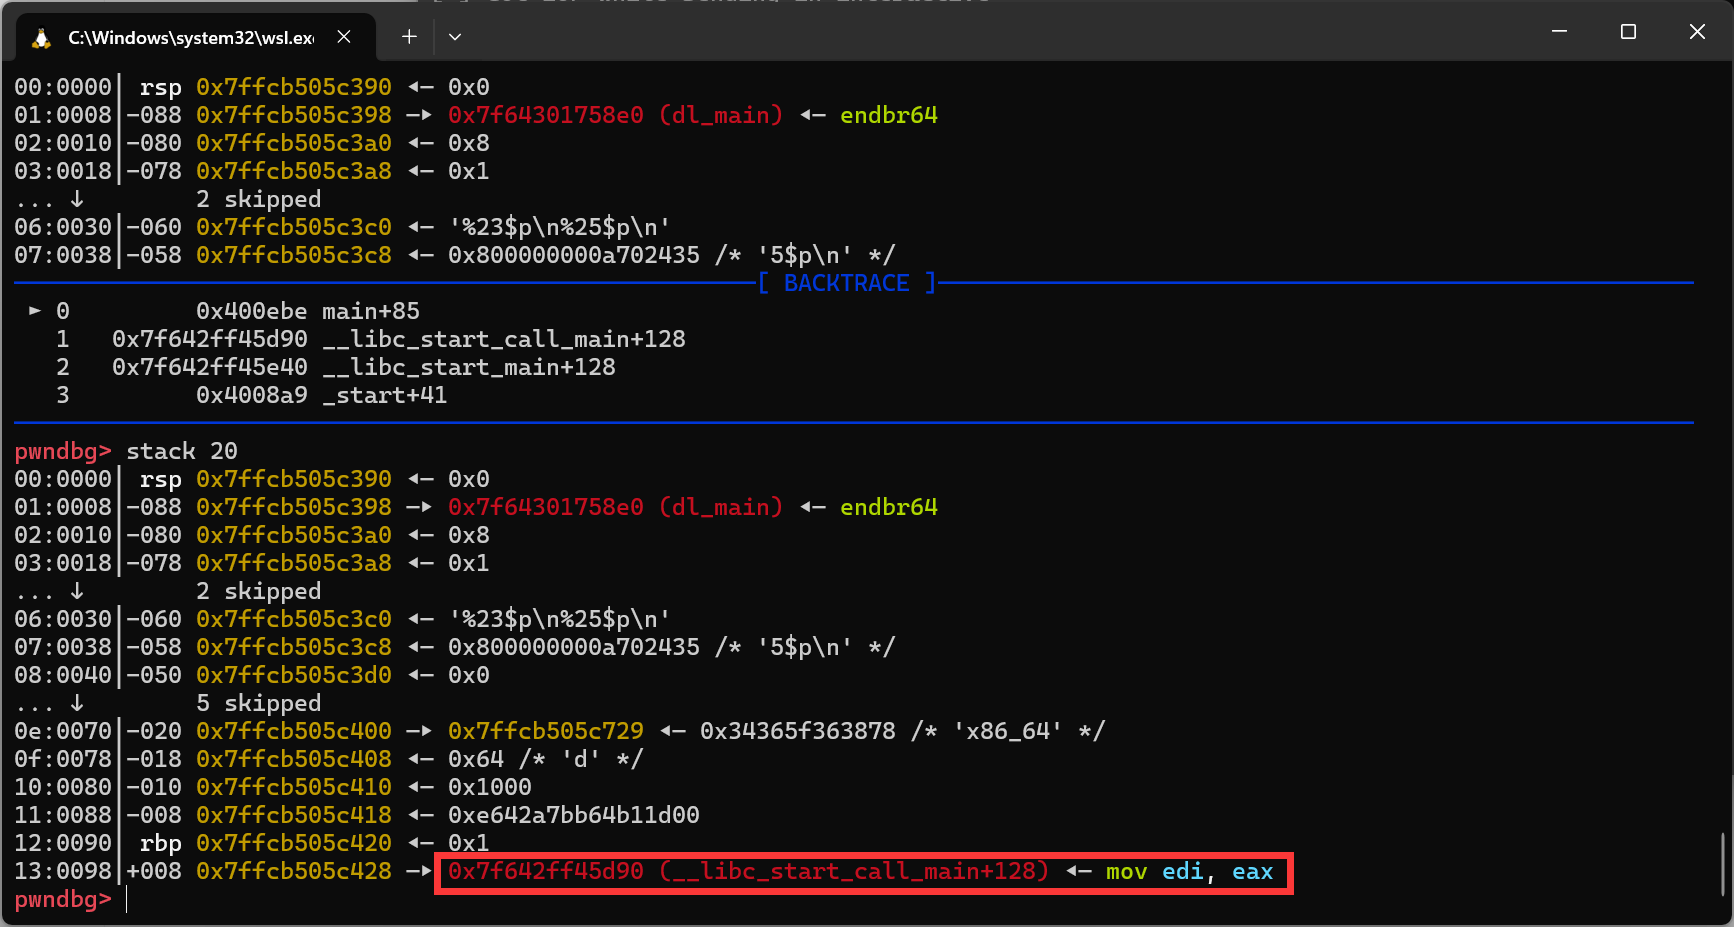 C:\Windows\system32\wsl.ex
00:0000│ rsp 0x7ffcb505c390 ◂— 0x0
01:0008│-088 0x7ffcb505c398 —▸ 0x7f64301758e0 (dl_main) ◂— endbr64
02:0010│-080 0x7ffcb505c3a0 ◂— 0x8
03:0018│-078 0x7ffcb505c3a8 ◂— 0x1
... ↓ 2 skipped
06:0030│-060 0x7ffcb505c3c0 ◂— '%23$p\n%25$p\n'
07:0038│-058 0x7ffcb505c3c8 ◂— 0x800000000a702435 /* '5$p\n' */
[ BACKTRACE ]
► 0 0x400ebe main+85
1 0x7f642ff45d90 __libc_start_call_main+128
2 0x7f642ff45e40 __libc_start_main+128
3 0x4008a9 _start+41
pwndbg> stack 20
00:0000│ rsp 0x7ffcb505c390 ◂— 0x0
01:0008│-088 0x7ffcb505c398 —▸ 0x7f64301758e0 (dl_main) ◂— endbr64
02:0010│-080 0x7ffcb505c3a0 ◂— 0x8
03:0018│-078 0x7ffcb505c3a8 ◂— 0x1
... ↓ 2 skipped
06:0030│-060 0x7ffcb505c3c0 ◂— '%23$p\n%25$p\n'
07:0038│-058 0x7ffcb505c3c8 ◂— 0x800000000a702435 /* '5$p\n' */
08:0040│-050 0x7ffcb505c3d0 ◂— 0x0
... ↓ 5 skipped
0e:0070│-020 0x7ffcb505c400 —▸ 0x7ffcb505c729 ◂— 0x34365f363878 /* 'x86_64' */
0f:0078│-018 0x7ffcb505c408 ◂— 0x64 /* 'd' */
10:0080│-010 0x7ffcb505c410 ◂— 0x1000
11:0088│-008 0x7ffcb505c418 ◂— 0xe642a7bb64b11d00
12:0090│ rbp 0x7ffcb505c420 ◂— 0x1
13:0098│+008 0x7ffcb505c428 —▸ 0x7f642ff45d90 (__libc_start_call_main+128) ◂— mov edi, eax
pwndbg>